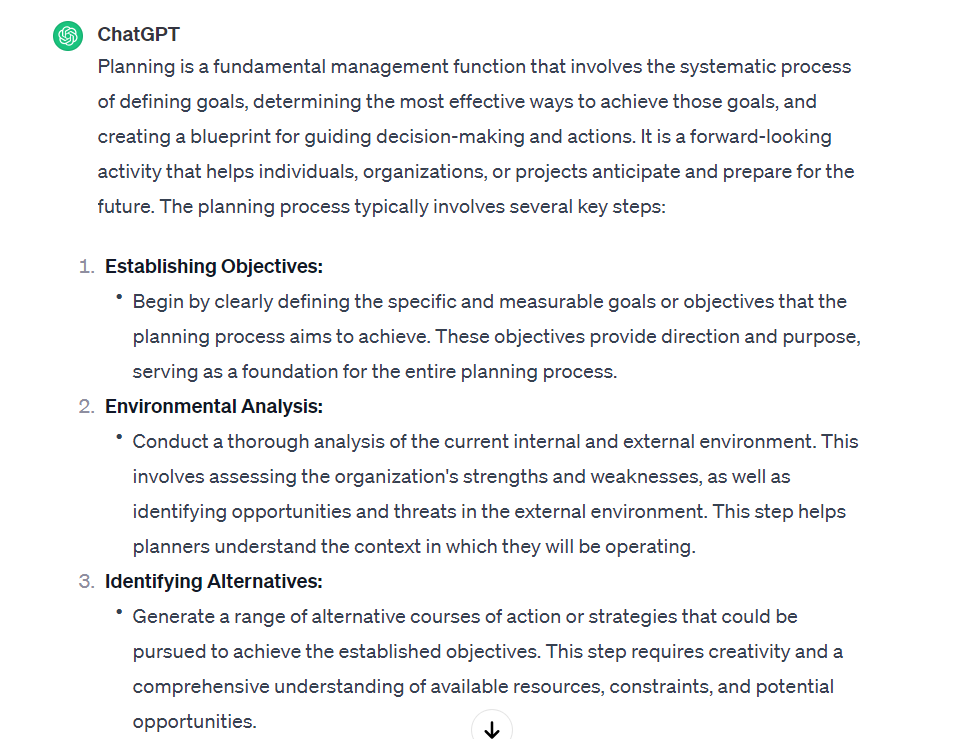 ChatGPT
Planning is a fundamental management function that involves the systematic process
of defining goals, determining the most effective ways to achieve those goals, and
creating a blueprint for guiding decision-making and actions. It is a forward-looking
activity that helps individuals, organizations, or projects anticipate and prepare for the
future. The planning process typically involves several key steps:
1. Establishing Objectives:
• Begin by clearly defining the specific and measurable goals or objectives that the
planning process aims to achieve. These objectives provide direction and purpose,
serving as a foundation for the entire planning process.
2. Environmental Analysis:
• Conduct a thorough analysis of the current internal and external environment. This
involves assessing the organization's strengths and weaknesses, as well as
identifying opportunities and threats in the external environment. This step helps
planners understand the context in which they will be operating.
3. Identifying Alternatives:
• Generate a range of alternative courses of action or strategies that could be
pursued to achieve the established objectives. This step requires creativity and a
comprehensive understanding of available resources, constraints, and potential
opportunities.